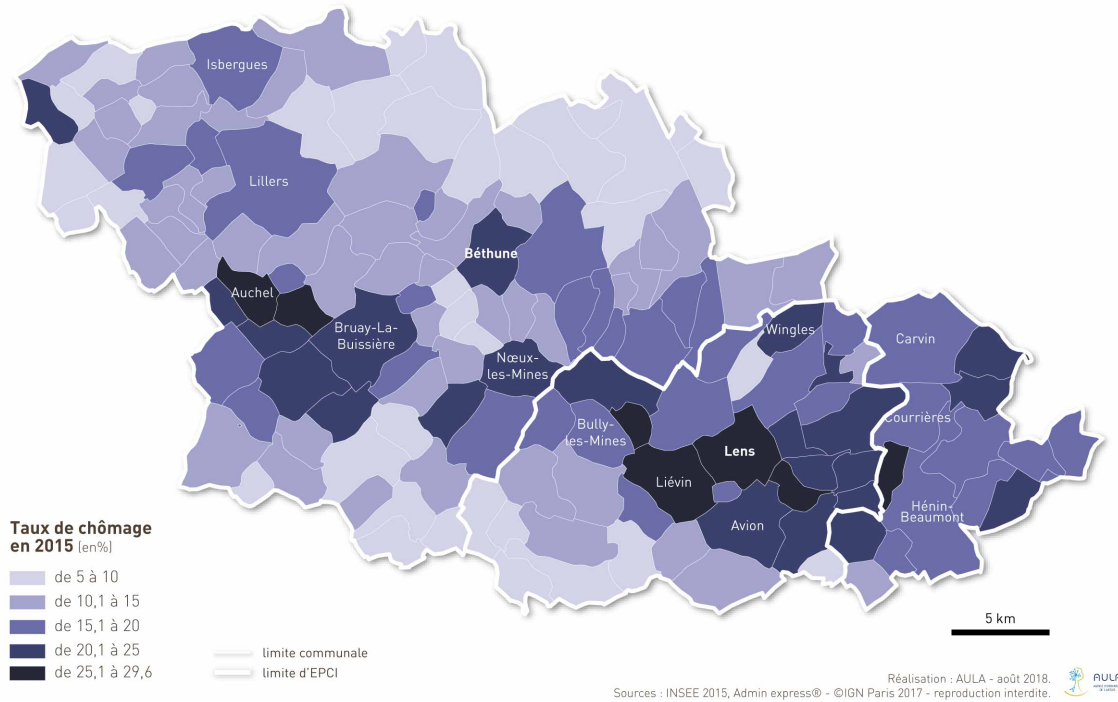 Isbergues
Lillers
Béthune
Auchel
Bruay-La-
Buissière
Nœux-
les-Mines
Wingles
Carvin
Courrières
Bully-
les-Mines
Lens
Liévin
Avion
Hénin-
Beaumont
Taux de chômage
en 2015 (en%)
de 5 à 10
de 10,1 à 15
de 15,1 à 20
de 20,1 à 25
de 25,1 à 29,6
limite communale
limite d'EPCI
5 km
Réalisation : AULA - août 2018.
Sources : INSEE 2015, Admin express® - ©IGN Paris 2017 - reproduction interdite.
AULA